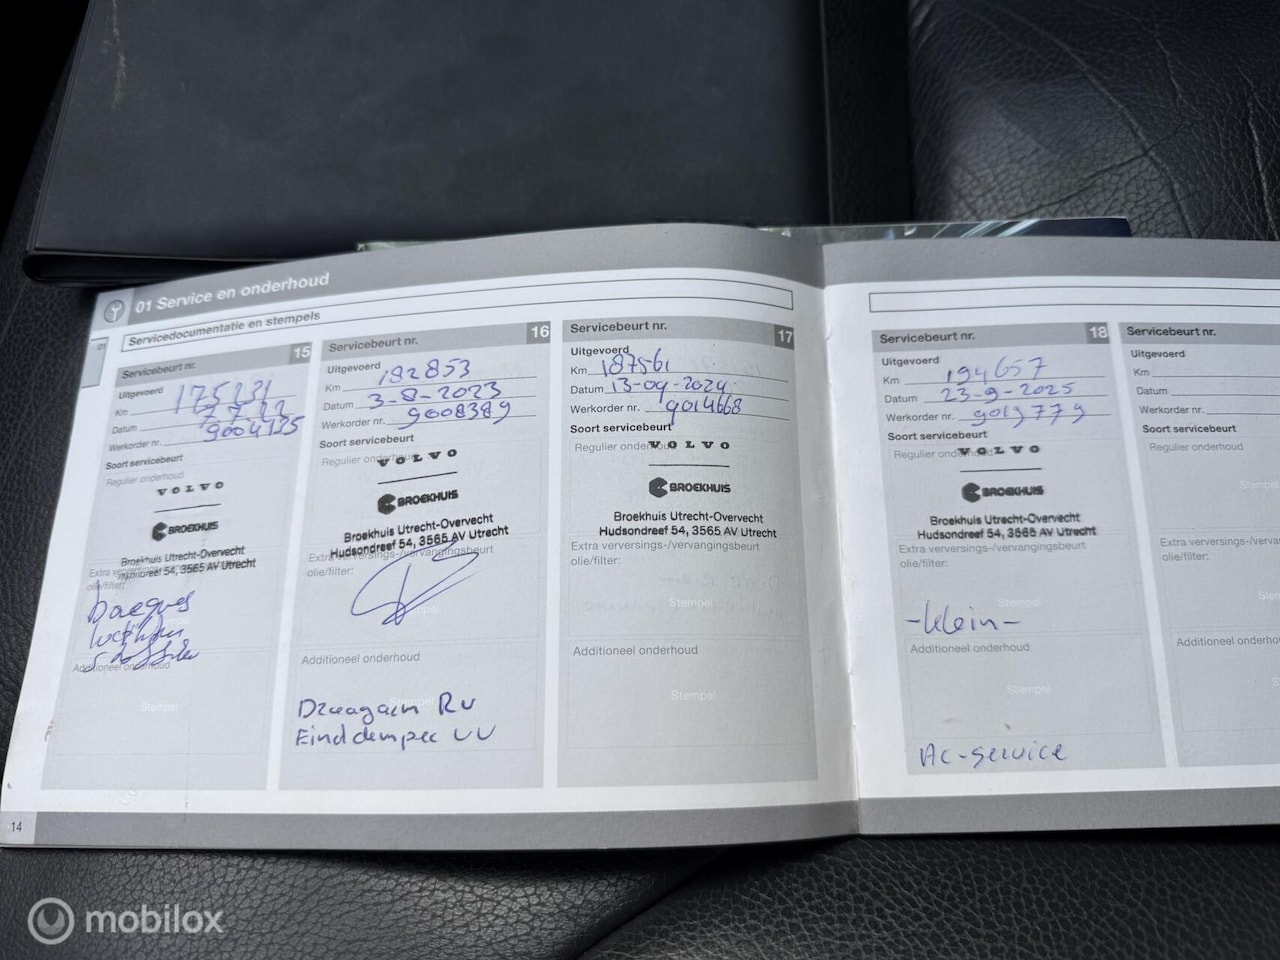 01 Service en onderhoud
Servicedocumentatie en stempels
01
Servicebeurt nr. 15
Uitgevoerd
Km 175231
Datum
Werkorder nr. 9004135
Soort servicebeurt
Regulier onderhoud
VOLVO
BROEKHUIS
Broekhuis Utrecht-Overvecht
Hudsondreef 54, 3565 AV Utrecht
Extra verversings-/vervangingsbeurt
olie/filter:
Additioneel onderhoud
Stempel
Servicebeurt nr. 16
Uitgevoerd
Km 182853
Datum 3-8-2023
Werkorder nr. 9008389
Soort servicebeurt
Regulier onderhoud
VOLVO
BROEKHUIS
Broekhuis Utrecht-Overvecht
Hudsondreef 54, 3565 AV Utrecht
Extra verversings-/vervangingsbeurt
olie/filter:
Stempel
Additioneel onderhoud
Stempel
Draagarm RV
Einddemper VV
Servicebeurt nr. 17
Uitgevoerd
Km 187561
Datum 13-09-2024
Werkorder nr. 9014668
Soort servicebeurt
Regulier onderhoud
VOLVO
BROEKHUIS
Broekhuis Utrecht-Overvecht
Hudsondreef 54, 3565 AV Utrecht
Extra verversings-/vervangingsbeurt
olie/filter:
Stempel
Additioneel onderhoud
Stempel
Servicebeurt nr. 18
Uitgevoerd
Km 194657
Datum 23-9-2025
Werkorder nr. 9019779
Soort servicebeurt
Regulier onderhoud
VOLVO
BROEKHUIS
Broekhuis Utrecht-Overvecht
Hudsondreef 54, 3565 AV Utrecht
Extra verversings-/vervangingsbeurt
olie/filter:
Stempel
-klein-
Additioneel onderhoud
Stempel
Ac-service
Servicebeurt nr.
Uitgevoerd
Km
Datum
Werkorder nr.
Soort servicebeurt
Regulier onderhoud
Extra verversings-/
olie/filter:
Additioneel onderho
14
mobilox